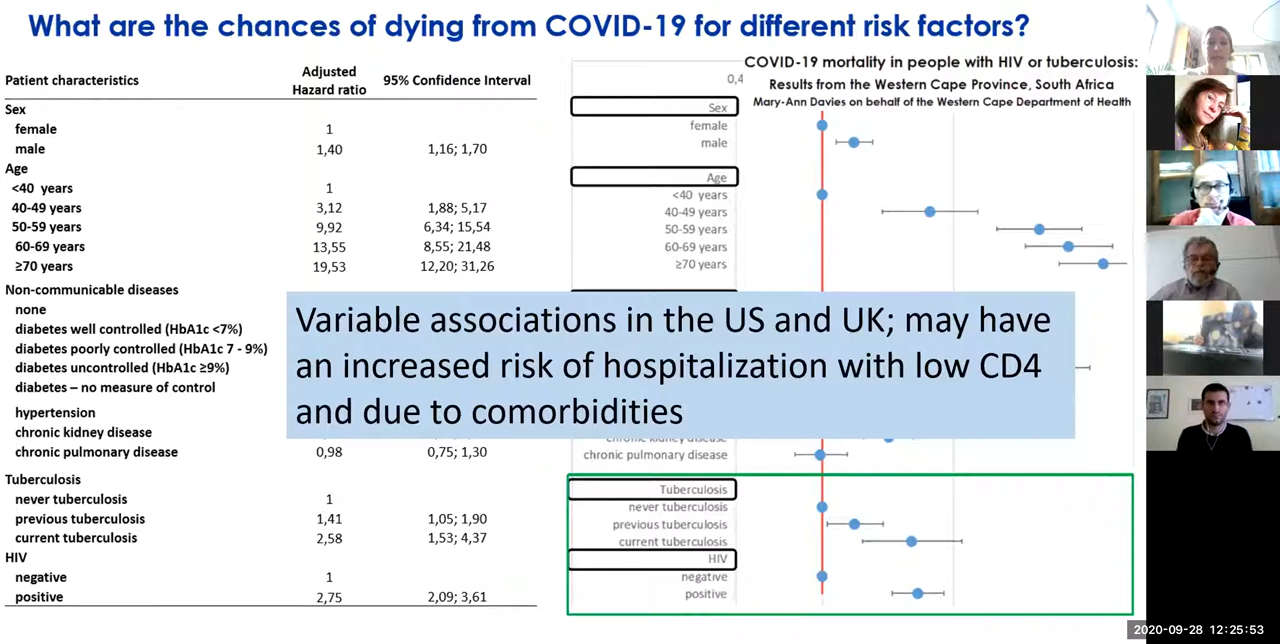 What are the chances of dying from COVID-19 for different risk factors?
Patient characteristics Adjusted Hazard ratio 95% Confidence Interval
Sex
female 1
male 1,40 1,16; 1,70
Age
<40 years 1
40-49 years 3,12 1,88; 5,17
50-59 years 9,92 6,34; 15,54
60-69 years 13,55 8,55; 21,48
≥70 years 19,53 12,20; 31,26
Non-communicable diseases
none
diabetes well controlled (HbA1c <7%)
diabetes poorly controlled (HbA1c 7 - 9%)
diabetes uncontrolled (HbA1c ≥9%)
diabetes – no measure of control
hypertension
chronic kidney disease
chronic pulmonary disease 0,98 0,75; 1,30
Tuberculosis
never tuberculosis 1
previous tuberculosis 1,41 1,05; 1,90
current tuberculosis 2,58 1,53; 4,37
HIV
negative 1
positive 2,75 2,09; 3,61
COVID-19 mortality in people with HIV or tuberculosis:
Results from the Western Cape Province, South Africa
Mary-Ann Davies on behalf of the Western Cape Department of Health
0,4
Sex
female
male
Age
<40 years
40-49 years
50-59 years
60-69 years
≥70 years
Variable associations in the US and UK; may have
an increased risk of hospitalization with low CD4
and due to comorbidities
chronic kidney disease
chronic pulmonary disease
Tuberculosis
never tuberculosis
previous tuberculosis
current tuberculosis
HIV
negative
positive
2020-09-28 12:25:53